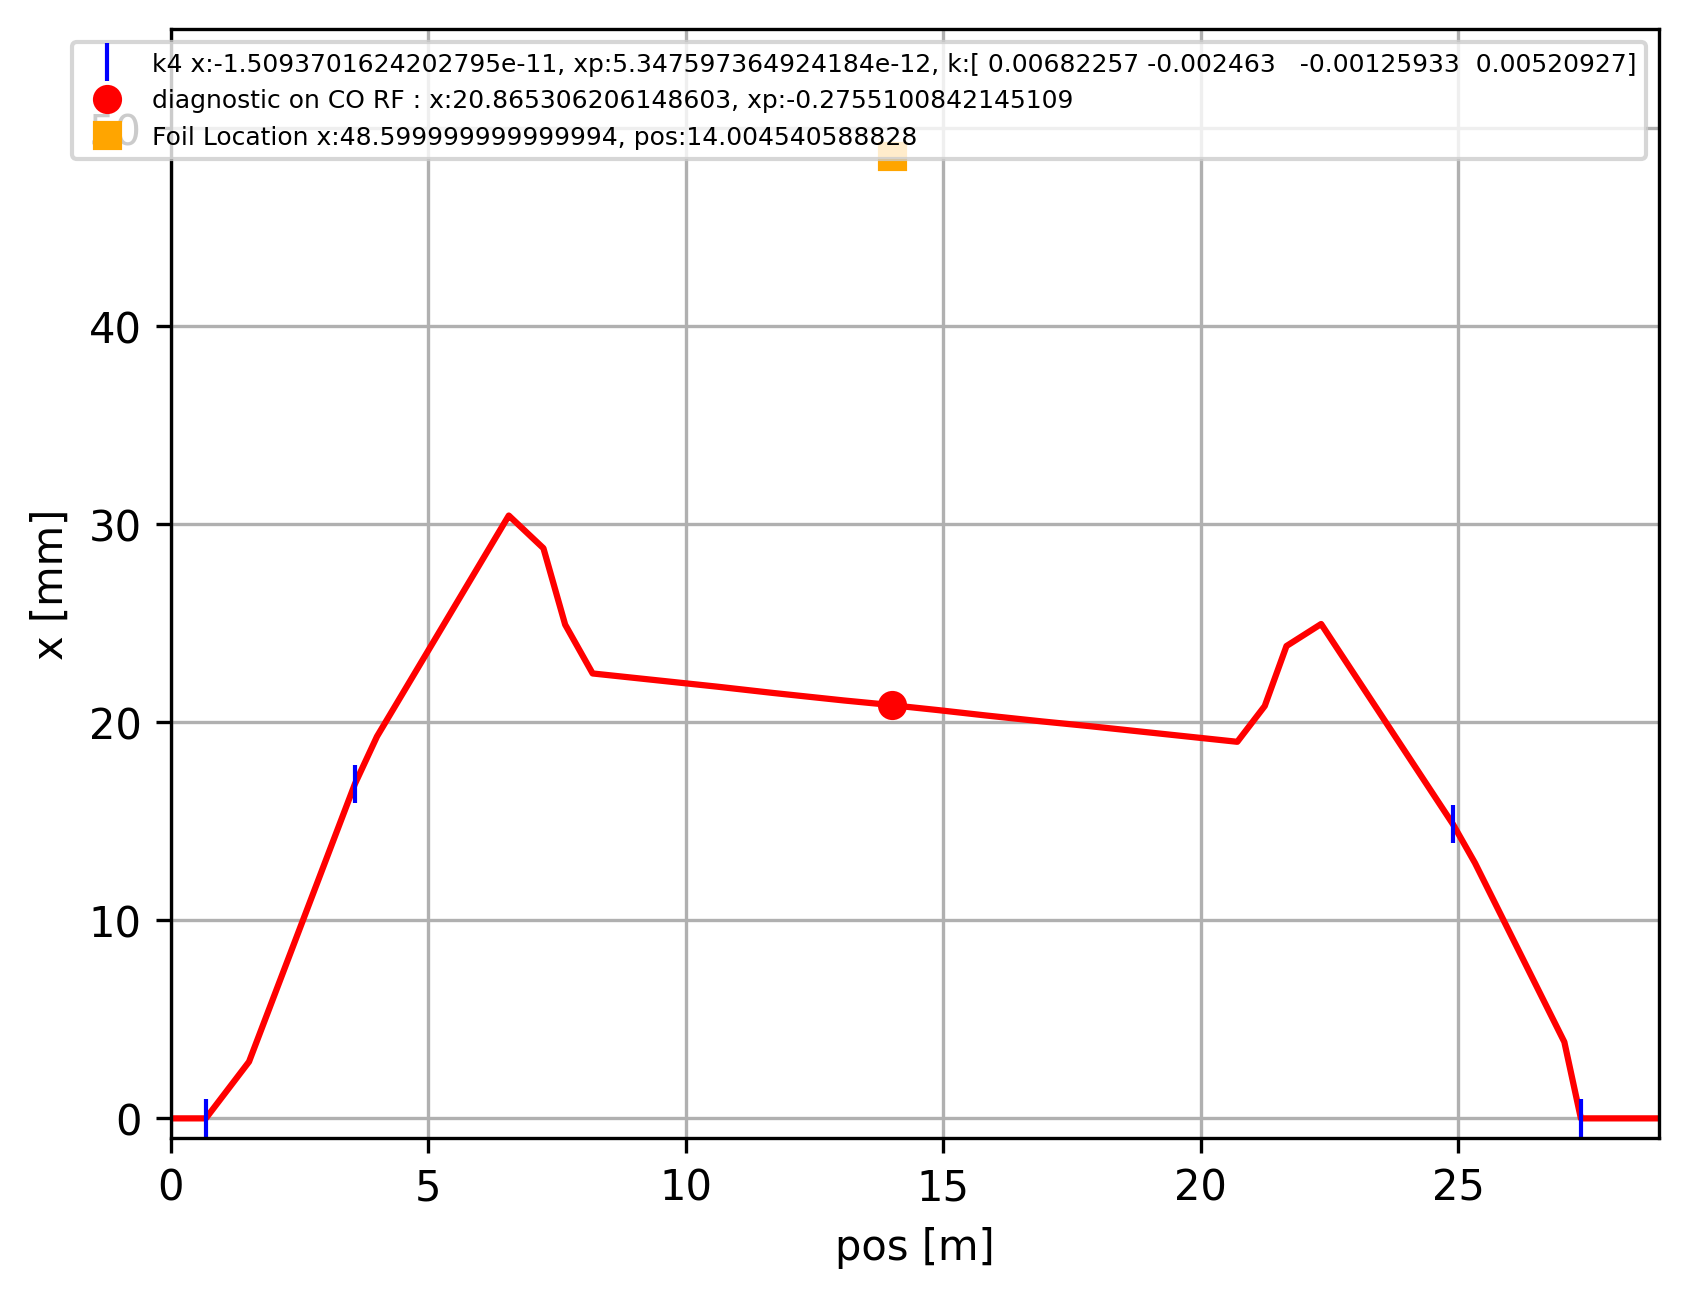 k4 x:-1.5093701624202795e-11, xp:5.347597364924184e-12, k:[ 0.00682257 -0.002463   -0.00125933  0.00520927]
diagnostic on CO RF : x:20.865306206148603, xp:-0.2755100842145109
Foil Location x:48.599999999999994, pos:14.004540588828
50
40
30
20
10
0
x [mm]
0 5 10 15 20 25
pos [m]